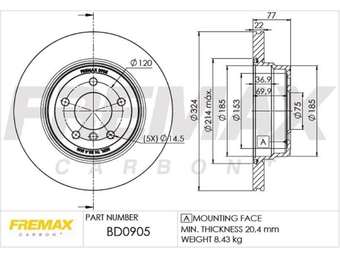 77
22
Ø120
36,9
69,9
Ø324
Ø214 máx.
Ø185
Ø153
Ø75
Ø185
(5X) Ø14.5
A
FREMAX
CARBON+
FREMAX
CARBON+
PART NUMBER
BD0905
A MOUNTING FACE
MIN. THICKNESS 20,4 mm
WEIGHT 8.43 kg